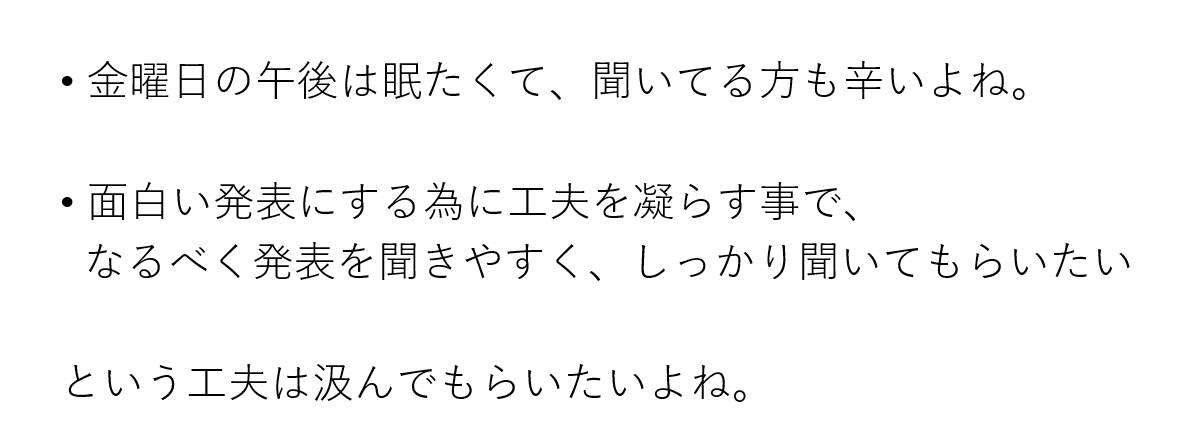 • 金曜日の午後は眠たくて、聞いてる方も辛いよね。
• 面白い発表にする為に工夫を凝らす事で、
なるべく発表を聞きやすく、しっかり聞いてもらいたい
という工夫は汲んでもらいたいよね。